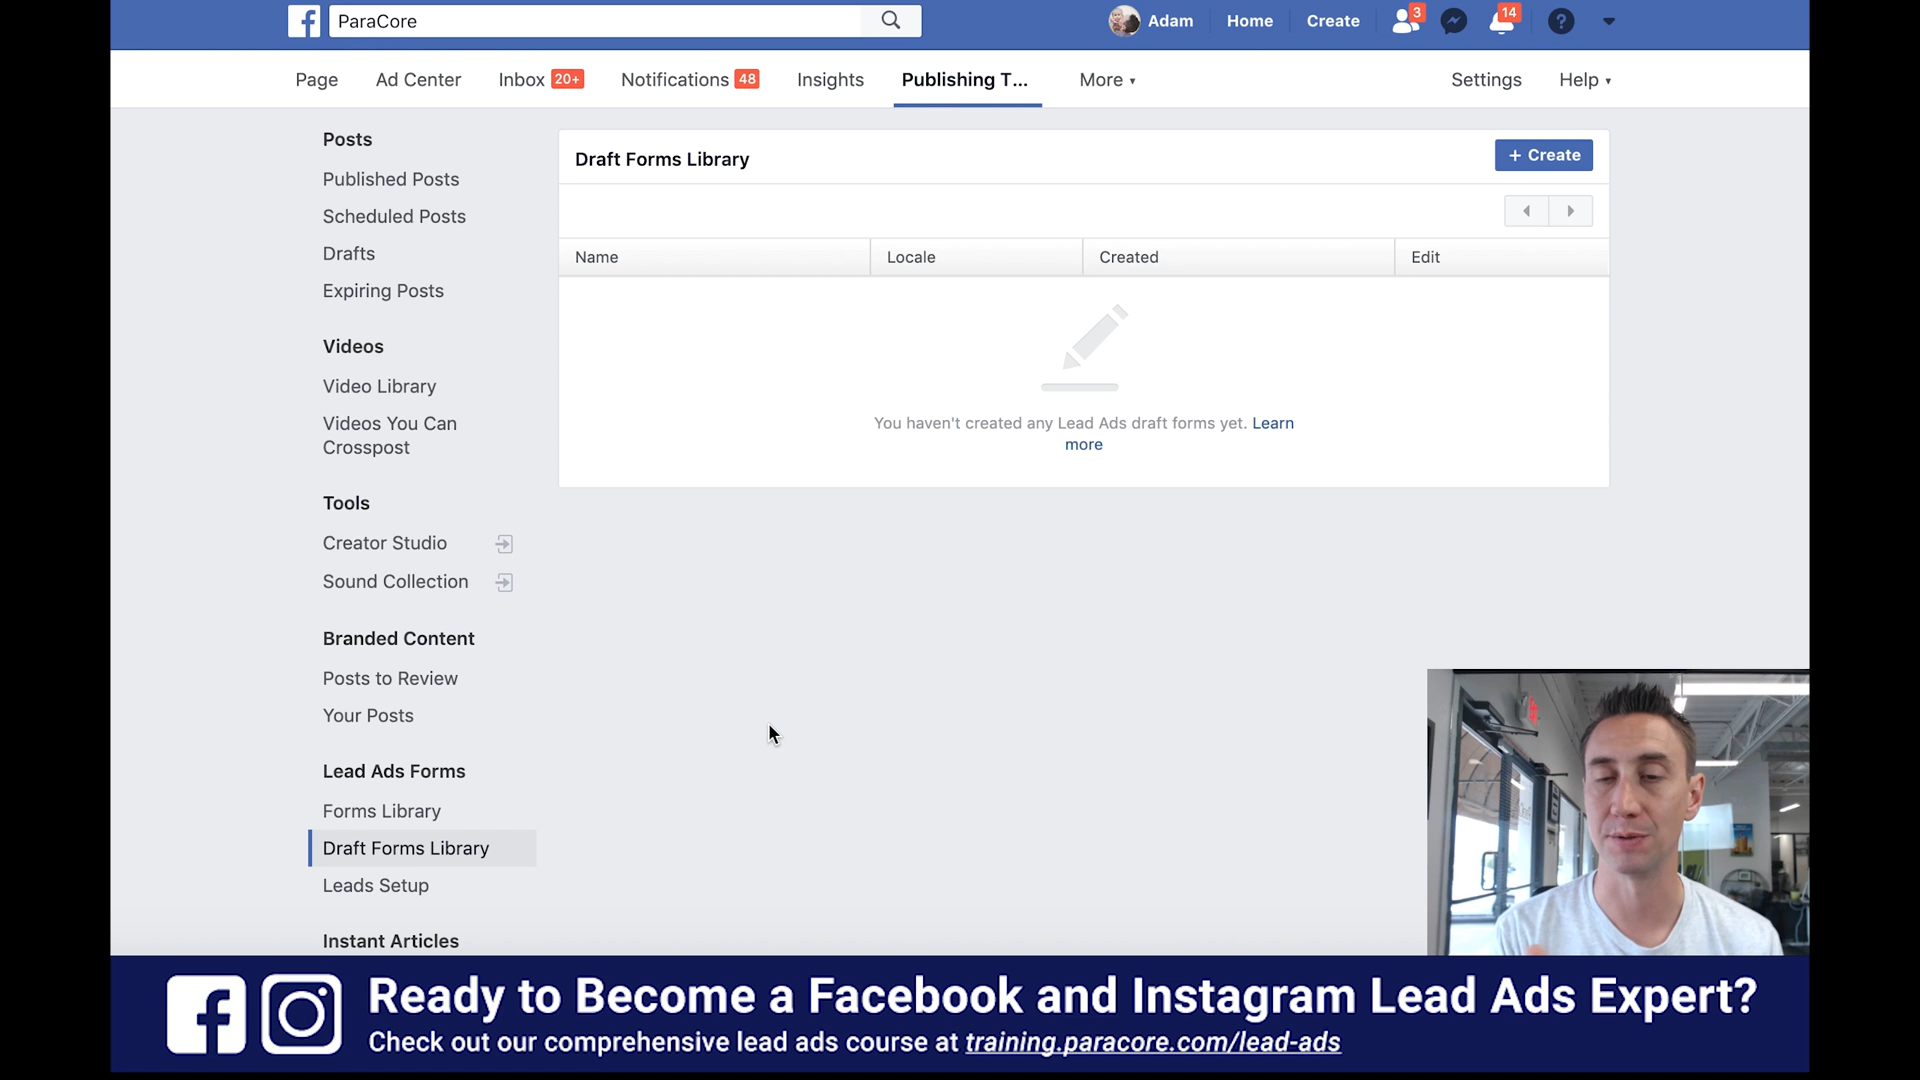 ParaCore
Adam
Home
Create
3
14
Page
Ad Center
Inbox 20+
Notifications 48
Insights
Publishing T...
More
Settings
Help
Posts
Published Posts
Scheduled Posts
Drafts
Expiring Posts
Videos
Video Library
Videos You Can
Crosspost
Tools
Creator Studio
Sound Collection
Branded Content
Posts to Review
Your Posts
Lead Ads Forms
Forms Library
Draft Forms Library
Leads Setup
Instant Articles
Draft Forms Library
+ Create
Name
Locale
Created
Edit
You haven't created any Lead Ads draft forms yet. Learn
more
Ready to Become a Facebook and Instagram Lead Ads Expert?
Check out our comprehensive lead ads course at training.paracore.com/lead-ads